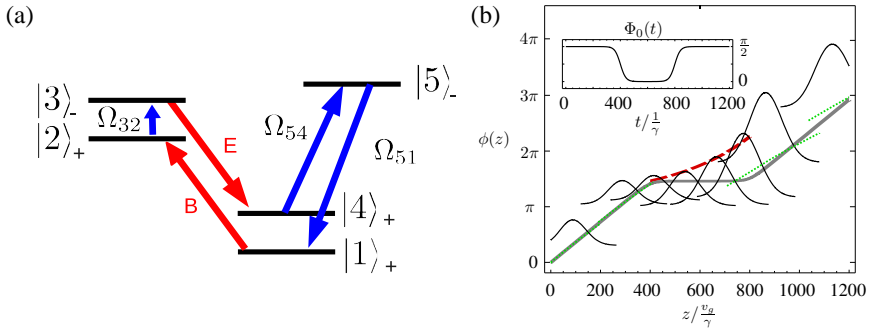 (a)
|3⟩₋
|2⟩₊
Ω₃₂
E
B
Ω₅₄
Ω₅₁
|5⟩₋
|4⟩₊
|1⟩₊
(b)
4π
3π
ϕ(z)
2π
π
0
Φ₀(t)
π/2
0
0 400 800 1200
t/1/γ
0 200 400 600 800 1000 1200
z/v_g/γ